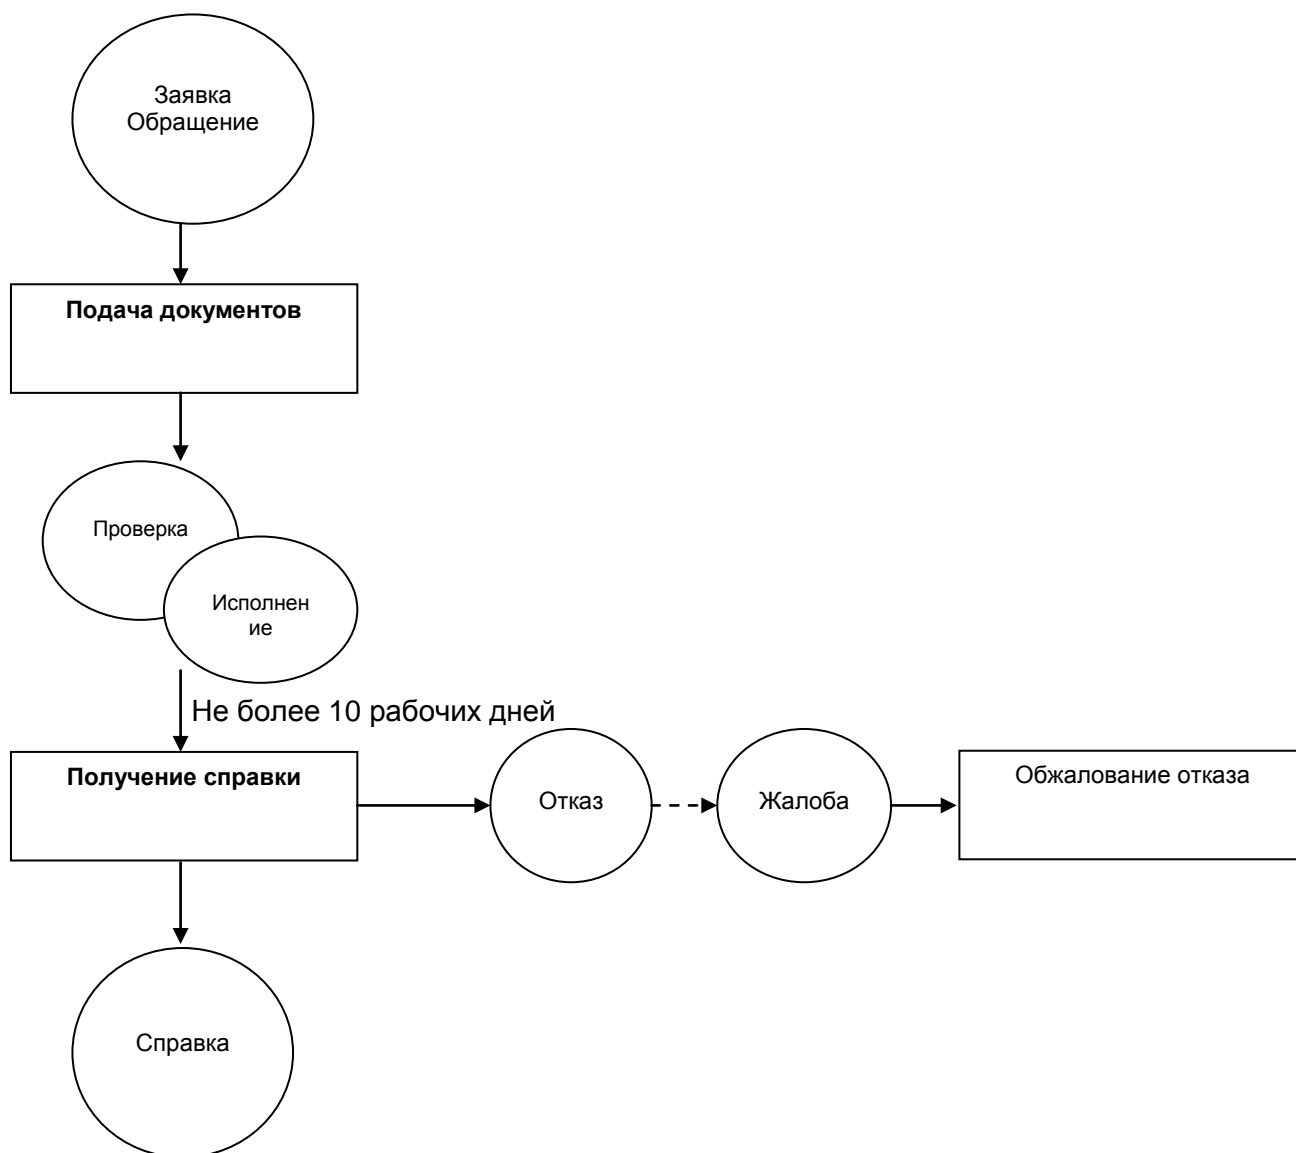 Заявка
Обращение
Подача документов
Проверка
Исполнен
ие
Не более 10 рабочих дней
Получение справки
Отказ
Жалоба
Обжалование отказа
Справка